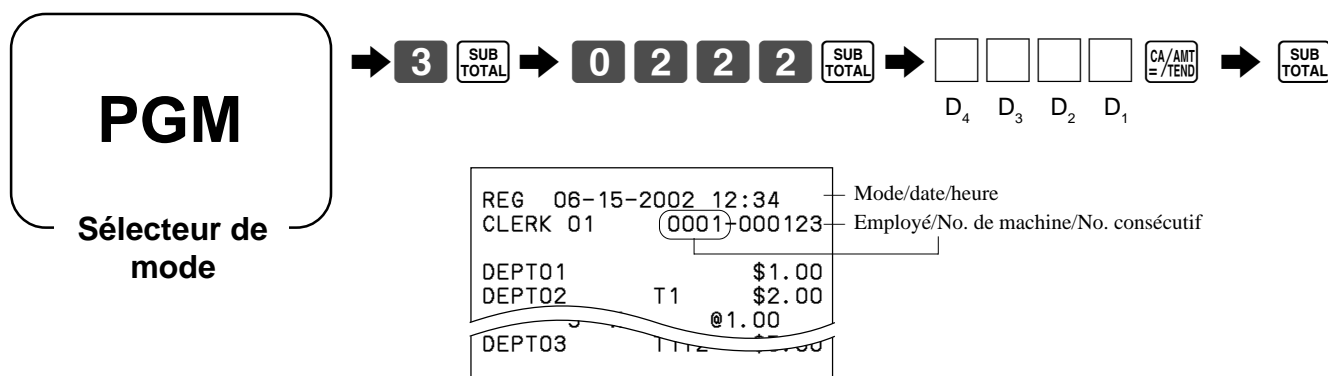 3 SUB TOTAL 0 2 2 2 SUB TOTAL CA/AMT = /TEND SUB TOTAL
D4 D3 D2 D1
PGM
Sélecteur de
mode
REG 06-15-2002 12:34 Mode/date/heure
CLERK 01 0001-000123 Employé/No. de machine/No. consécutif
DEPT01 $1.00
DEPT02 T1 $2.00
@1.00
DEPT03